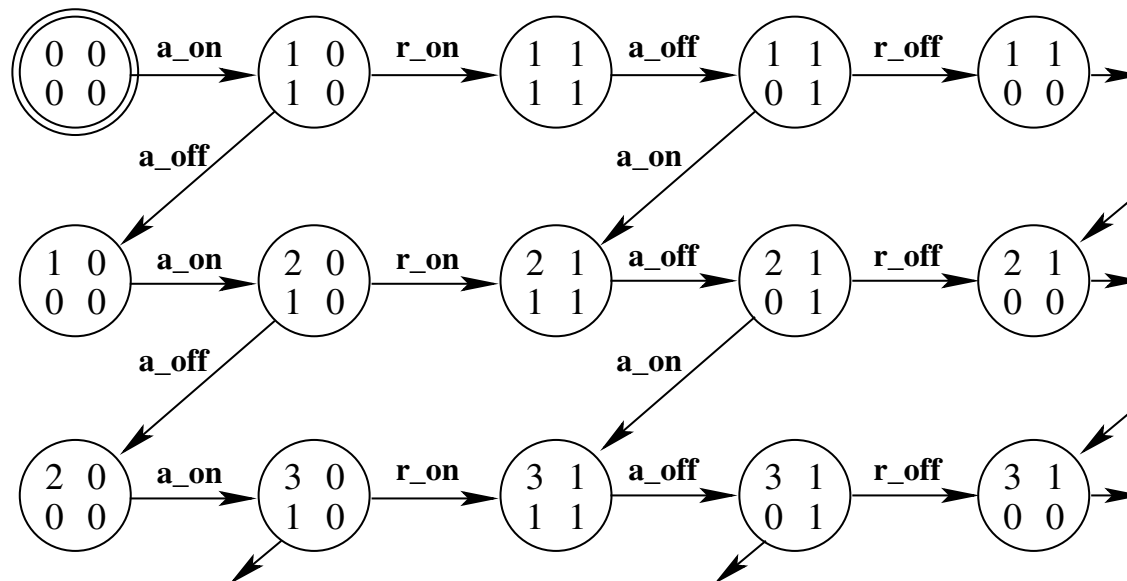 a_on r_on a_off r_off
0 0 1 0 1 1 1 1 1 1
0 0 1 0 1 1 0 1 0 0
a_off a_on
a_on r_on a_off r_off
1 0 2 0 2 1 2 1 2 1
0 0 1 0 1 1 0 1 0 0
a_off a_on
a_on r_on a_off r_off
2 0 3 0 3 1 3 1 3 1
0 0 1 0 1 1 0 1 0 0